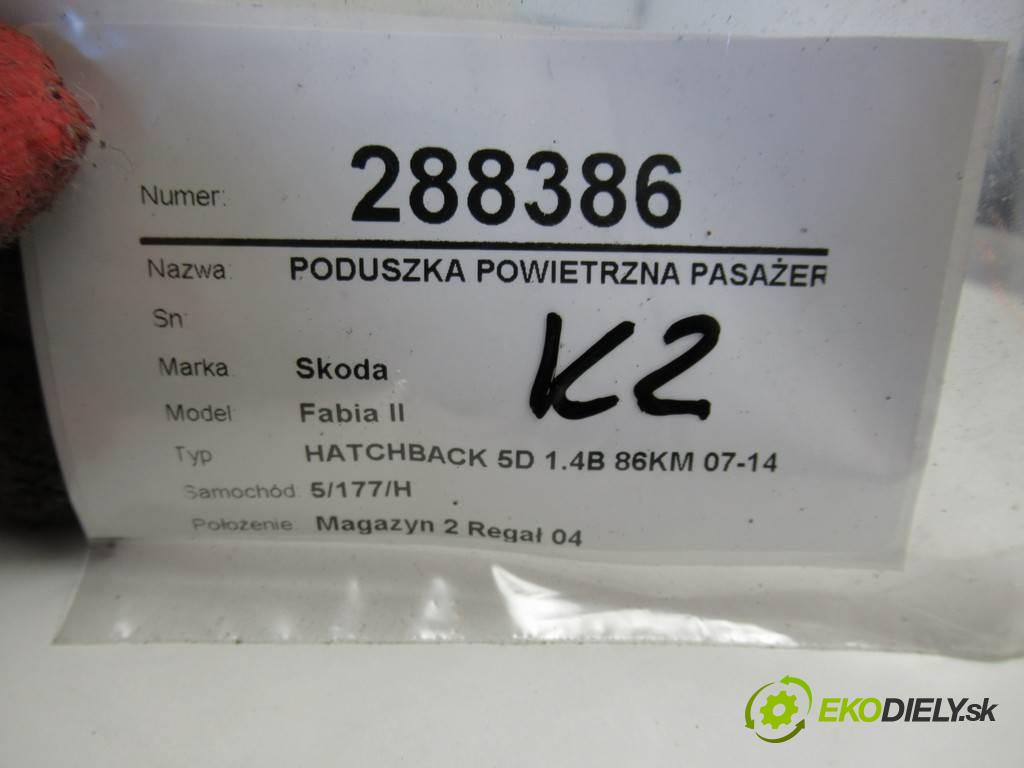 Numer: 288386
Nazwa: PODUSZKA POWIETRZNA PASAŻER
Sn:
K2
Marka: Skoda
Model: Fabia II
Typ HATCHBACK 5D 1.4B 86KM 07-14
Samochód: 5/177/H
Położenie: Magazyn 2 Regał 04
EKODIELY.sk